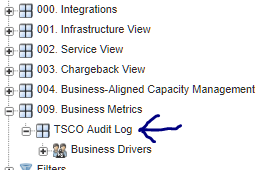 000. Integrations
001. Infrastructure View
002. Service View
003. Chargeback View
004. Business-Aligned Capacity Management
009. Business Metrics
TSCO Audit Log
Business Drivers
Filters